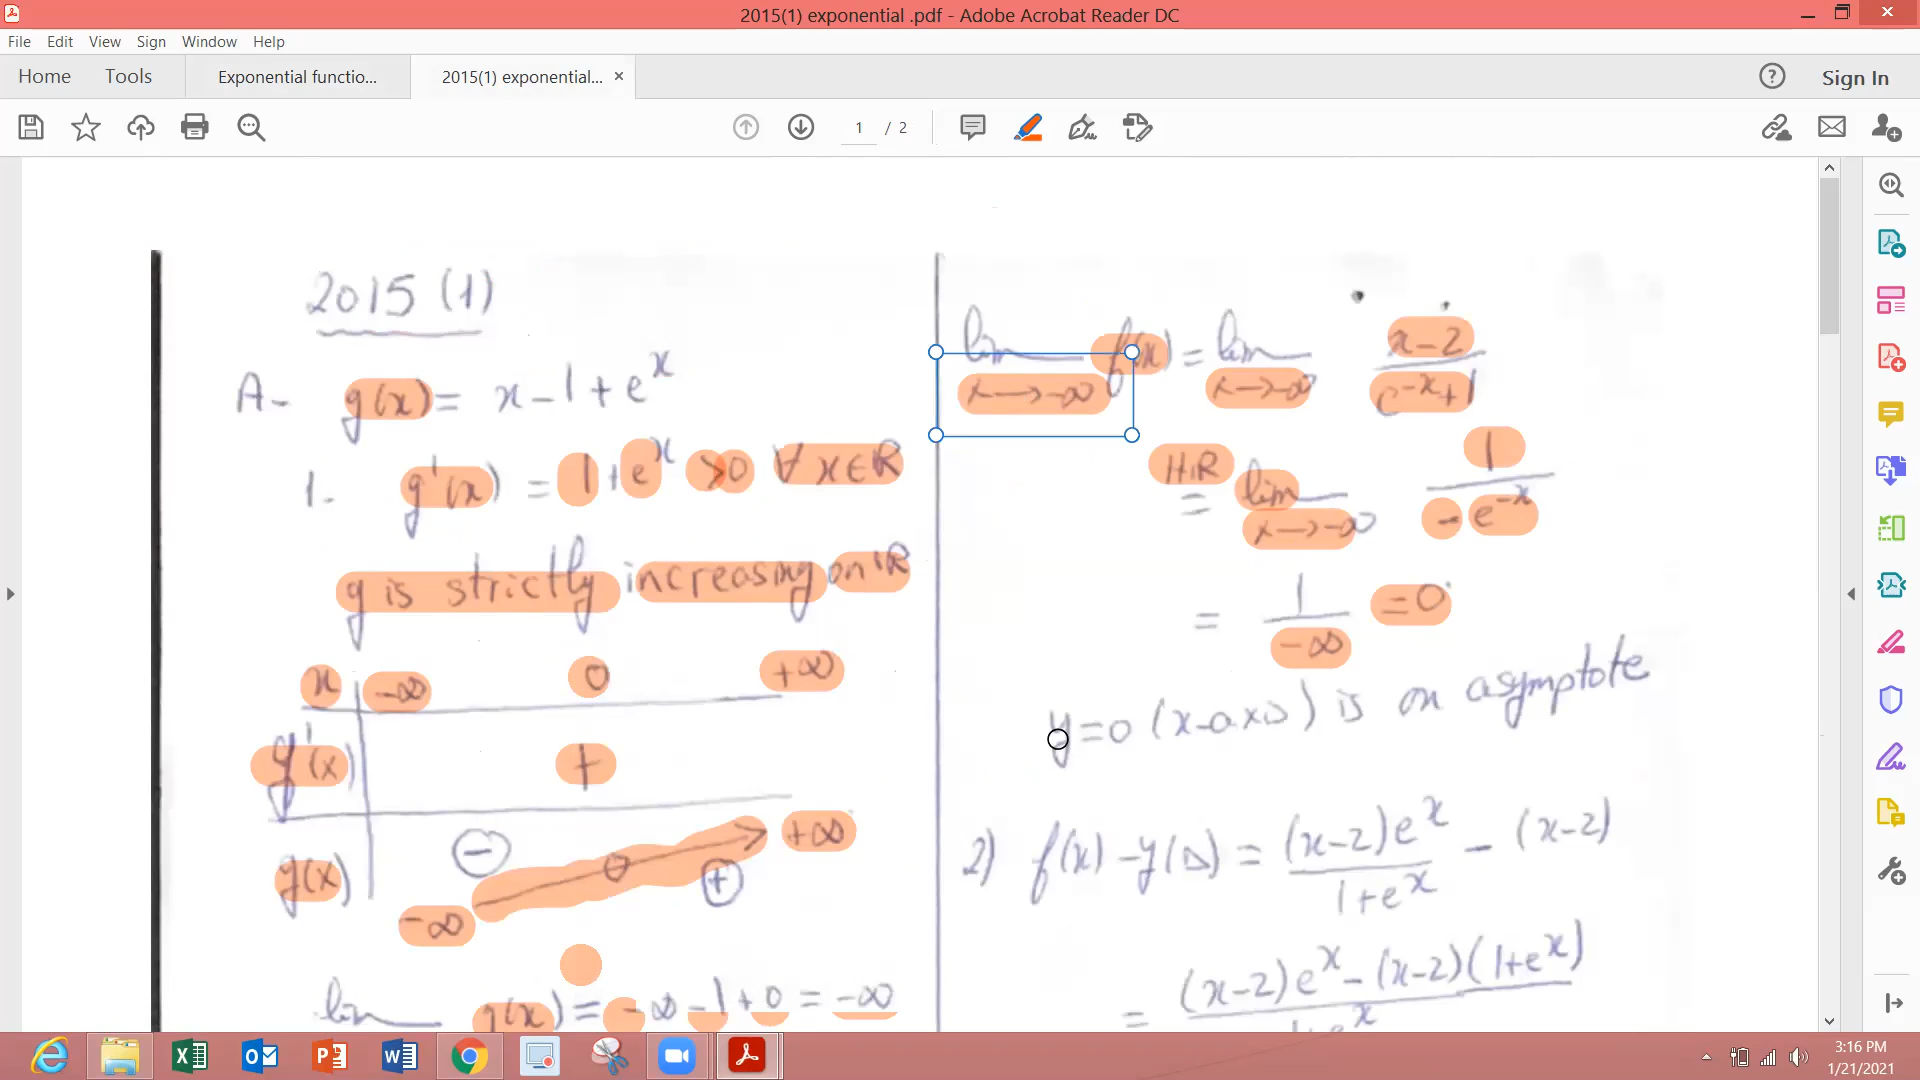 2015(1) exponential .pdf - Adobe Acrobat Reader DC
File Edit View Sign Window Help
Home Tools Exponential functio... 2015(1) exponential... × Sign In
1 / 2
2015 (1)
A- g(x) = x-1+e^x
1- g'(x) = 1+e^x >0 ∀ x∈R
g is strictly increasing on IR
x -∞ 0 +∞
g'(x) +
g(x) -∞ - 0 + +∞
lim g(x) = -∞-1+0 = -∞
lim x→-∞ f(x) = lim x→-∞ (x-2)/(e^-x+1)
H.R = lim x→-∞ 1/(-e^-x)
= 1/(-∞) =0
y=0 (x-axis) is an asymptote
2) f(x) -y(Δ) = (x-2)e^x/(1+e^x) - (x-2)
= (x-2)e^x-(x-2)(1+e^x)/1+e^x
3:16 PM
1/21/2021